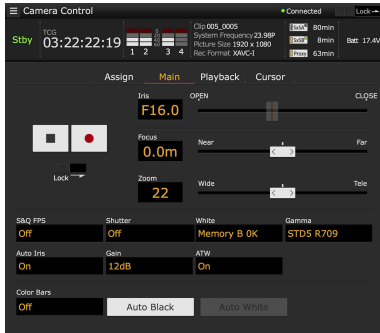 Camera Control
Connected
Lock
Stby
TCG
03:22:22:19
1 2 3 4
Clip 005_0005
System Frequency 23.98P
Picture Size 1920 x 1080
Rec Format XAVC-I
80min
8min
Proxy 63min
Batt 17.4V
Assign Main Playback Cursor
Iris OPEN CLOSE
F16.0
Focus Near Far
0.0m
Lock
Zoom Wide Tele
22
S&Q FPS Shutter White Gamma
Off Off Memory B 0K STD5 R709
Auto Iris Gain ATW
On 12dB On
Color Bars
Off Auto Black Auto White